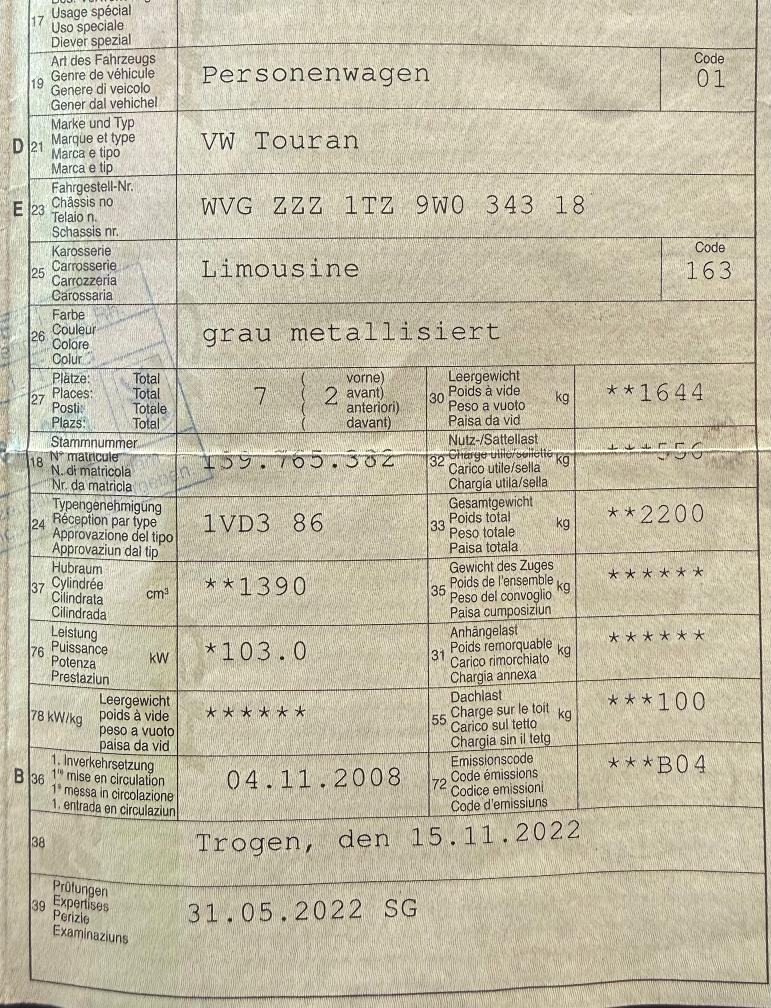 17 Usage spécial
Uso speciale
Diever spezial
19 Art des Fahrzeugs
Genre de véhicule
Genere di veicolo
Gener dal vehichel
Personenwagen
Code
01
D 21 Marke und Typ
Marque et type
Marca e tipo
Marca e tip
VW Touran
E 23 Fahrgestell-Nr.
Châssis no
Telaio n.
Schassis nr.
WVG ZZZ 1TZ 9W0 343 18
25 Karosserie
Carrosserie
Carrozzeria
Carossaria
Limousine
Code
163
26 Farbe
Couleur
Colore
Colur
grau metallisiert
27 Plätze: Total
Places: Total
Posti: Totale
Plazs: Total
7 ( 2 vorne)
( avant)
( anteriori)
( davant)
30 Leergewicht
Poids à vide
Peso a vuoto
Paisa da vid
kg
**1644
18 Stammnummer
N° matricule
N. di matricola
Nr. da matricla
159.765.382
32 Nutz-/Sattellast
Charge utile/sellette
Carico utile/sella
Chargia utila/sella
kg
***556
24 Typengenehmigung
Réception par type
Approvazione del tipo
Approvaziun dal tip
1VD3 86
33 Gesamtgewicht
Poids total
Peso totale
Paisa totala
kg
**2200
37 Hubraum
Cylindrée
Cilindrata
Cilindrada
cm³
**1390
35 Gewicht des Zuges
Poids de l'ensemble
Peso del convoglio
Paisa cumposiziun
kg
******
76 Leistung
Puissance
Potenza
Prestaziun
kW
*103.0
31 Anhängelast
Poids remorquable
Carico rimorchiato
Chargia annexa
kg
******
78 kW/kg Leergewicht
poids à vide
peso a vuoto
paisa da vid
******
55 Dachlast
Charge sur le toit
Carico sul tetto
Chargia sin il tetg
kg
***100
B 36 1. Inverkehrsetzung
1re mise en circulation
1a messa in circolazione
1. entrada en circulaziun
04.11.2008
72 Emissionscode
Code émissions
Codice emissioni
Code d'emissiuns
***B04
38 Trogen, den 15.11.2022
39 Prüfungen
Expertises
Perizie
Examinaziuns
31.05.2022 SG